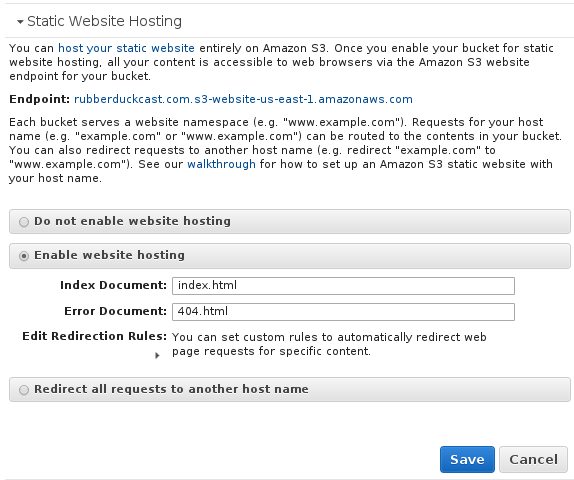 Static Website Hosting
You can host your static website entirely on Amazon S3. Once you enable your bucket for static
website hosting, all your content is accessible to web browsers via the Amazon S3 website
endpoint for your bucket.
Endpoint: rubberduckcast.com.s3-website-us-east-1.amazonaws.com
Each bucket serves a website namespace (e.g. "www.example.com"). Requests for your host
name (e.g. "example.com" or "www.example.com") can be routed to the contents in your bucket.
You can also redirect requests to another host name (e.g. redirect "example.com" to
"www.example.com"). See our walkthrough for how to set up an Amazon S3 static website with
your host name.
Do not enable website hosting
Enable website hosting
Index Document: index.html
Error Document: 404.html
Edit Redirection Rules: You can set custom rules to automatically redirect web
page requests for specific content.
Redirect all requests to another host name
Save Cancel